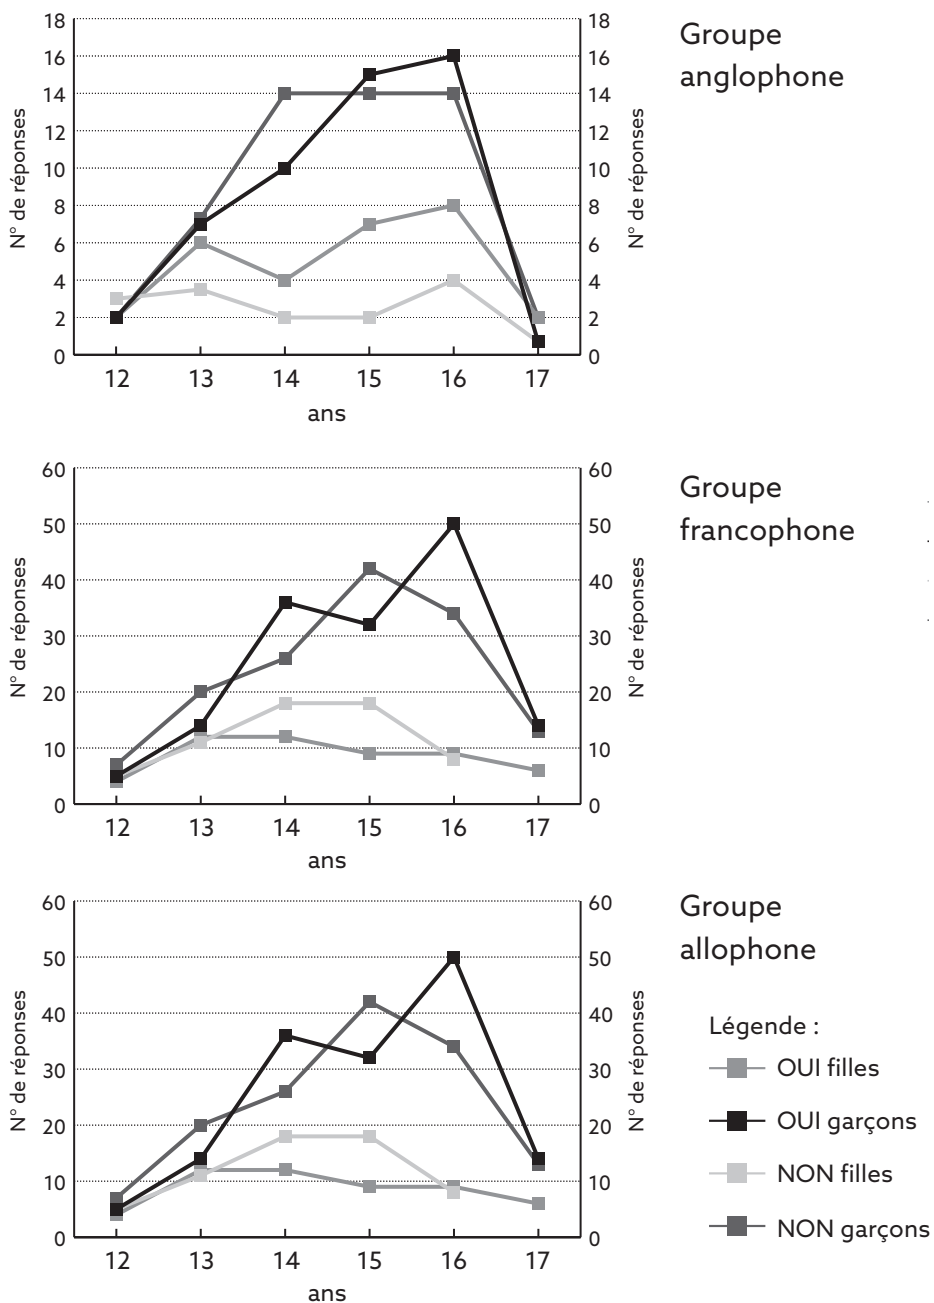 Groupe
anglophone
N° de réponses
18
16
14
12
10
8
6
4
2
0
18
16
14
12
10
8
6
4
2
0
N° de réponses
12 13 14 15 16 17
ans
Groupe
francophone
N° de réponses
60
50
40
30
20
10
0
60
50
40
30
20
10
0
N° de réponses
12 13 14 15 16 17
ans
Groupe
allophone
N° de réponses
60
50
40
30
20
10
0
60
50
40
30
20
10
0
N° de réponses
12 13 14 15 16 17
ans
Légende :
OUI filles
OUI garçons
NON filles
NON garçons